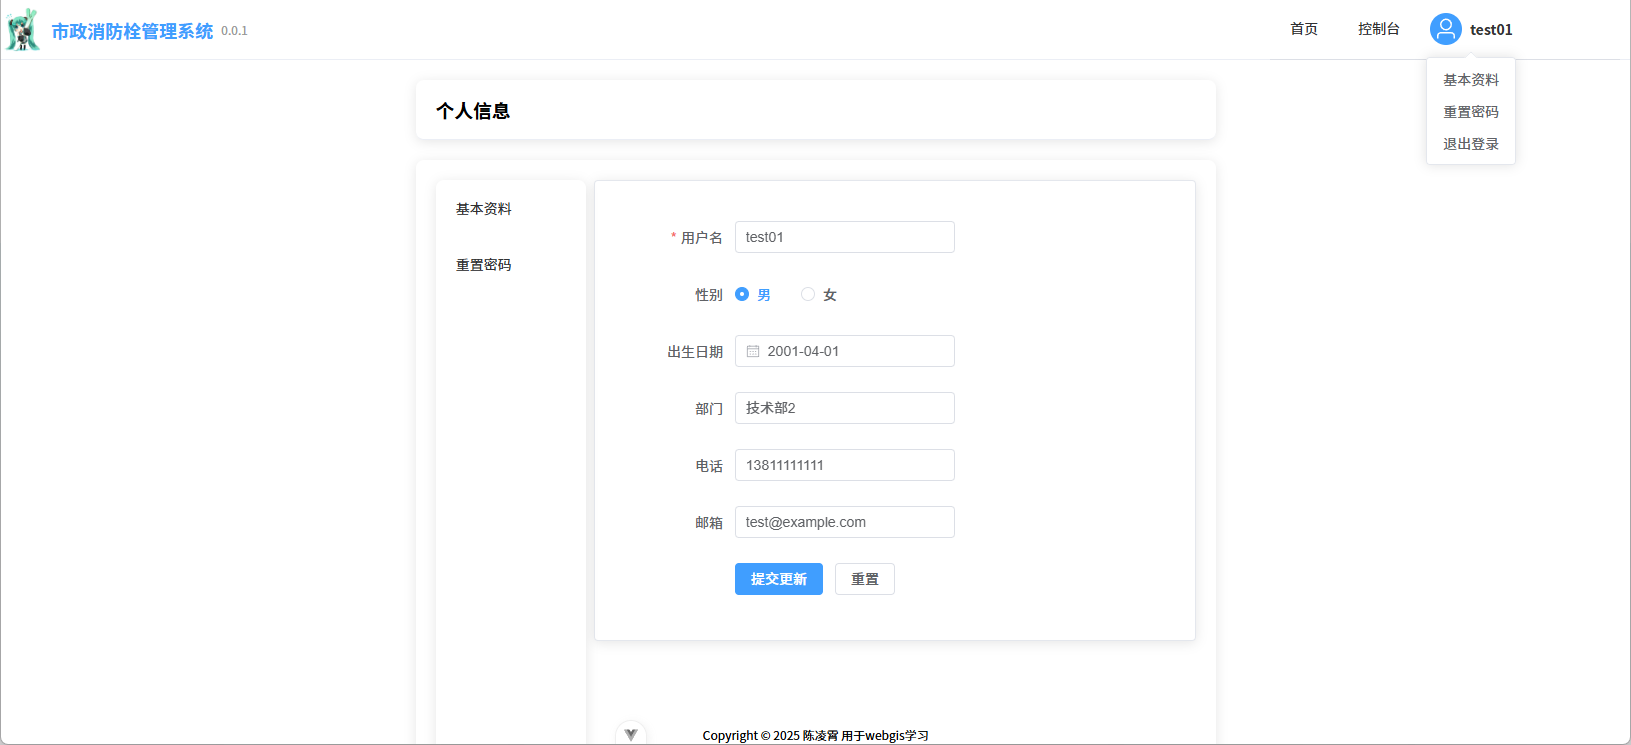 市政消防栓管理系统 0.0.1
首页 控制台 test01
基本资料
重置密码
退出登录
个人信息
基本资料
重置密码
* 用户名 test01
性别 男 女
出生日期 2001-04-01
部门 技术部2
电话 13811111111
邮箱 test@example.com
提交更新 重置
Copyright © 2025 陈凌霄 用于webgis学习